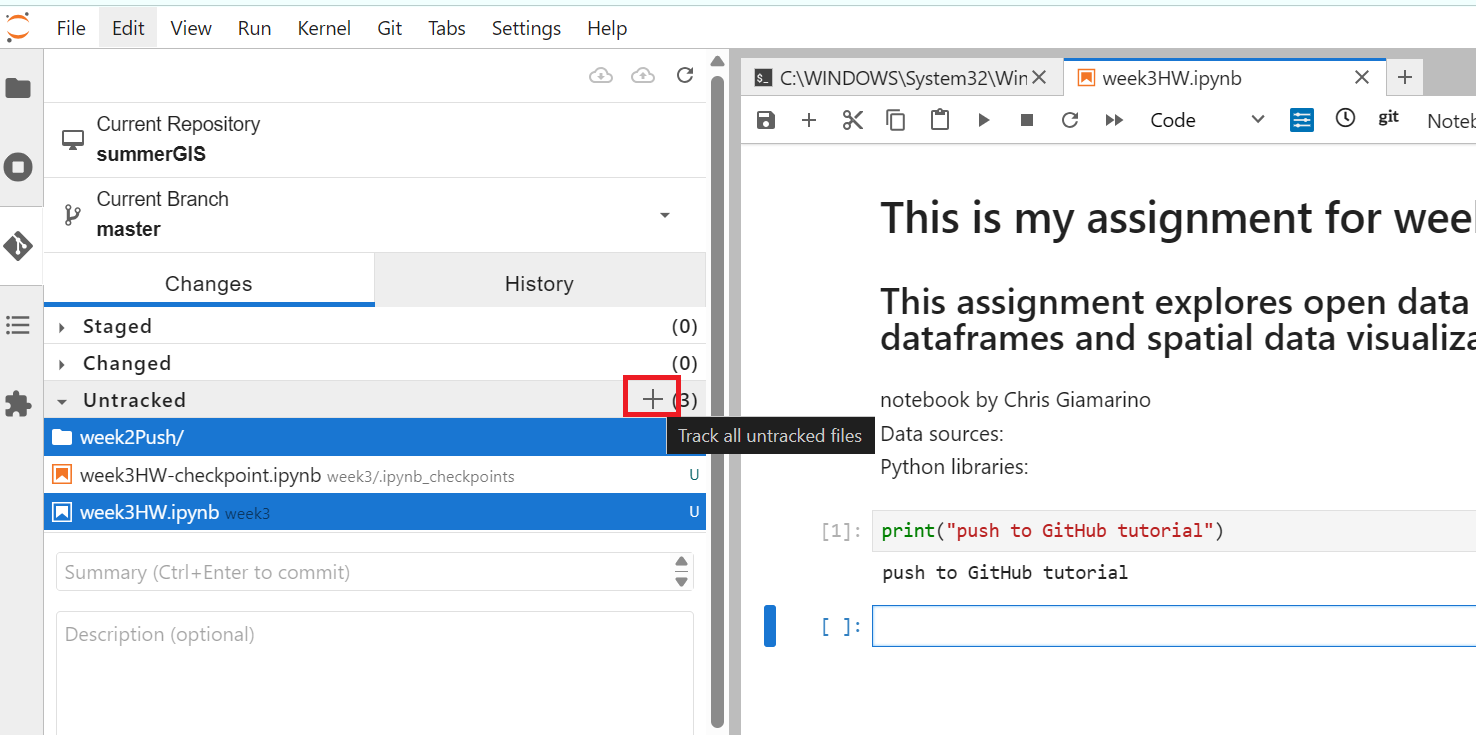 File Edit View Run Kernel Git Tabs Settings Help
Current Repository
summerGIS
Current Branch
master
Changes History
Staged (0)
Changed (0)
Untracked (3)
Track all untracked files
week2Push/
week3HW-checkpoint.ipynb week3/.ipynb_checkpoints U
week3HW.ipynb week3 U
Summary (Ctrl+Enter to commit)
Description (optional)
$_ C:\WINDOWS\System32\Win
week3HW.ipynb
Code git Noteb
This is my assignment for week
This assignment explores open data
dataframes and spatial data visualiza
notebook by Chris Giamarino
Data sources:
Python libraries:
[1]: print("push to GitHub tutorial")
push to GitHub tutorial
[ ]: